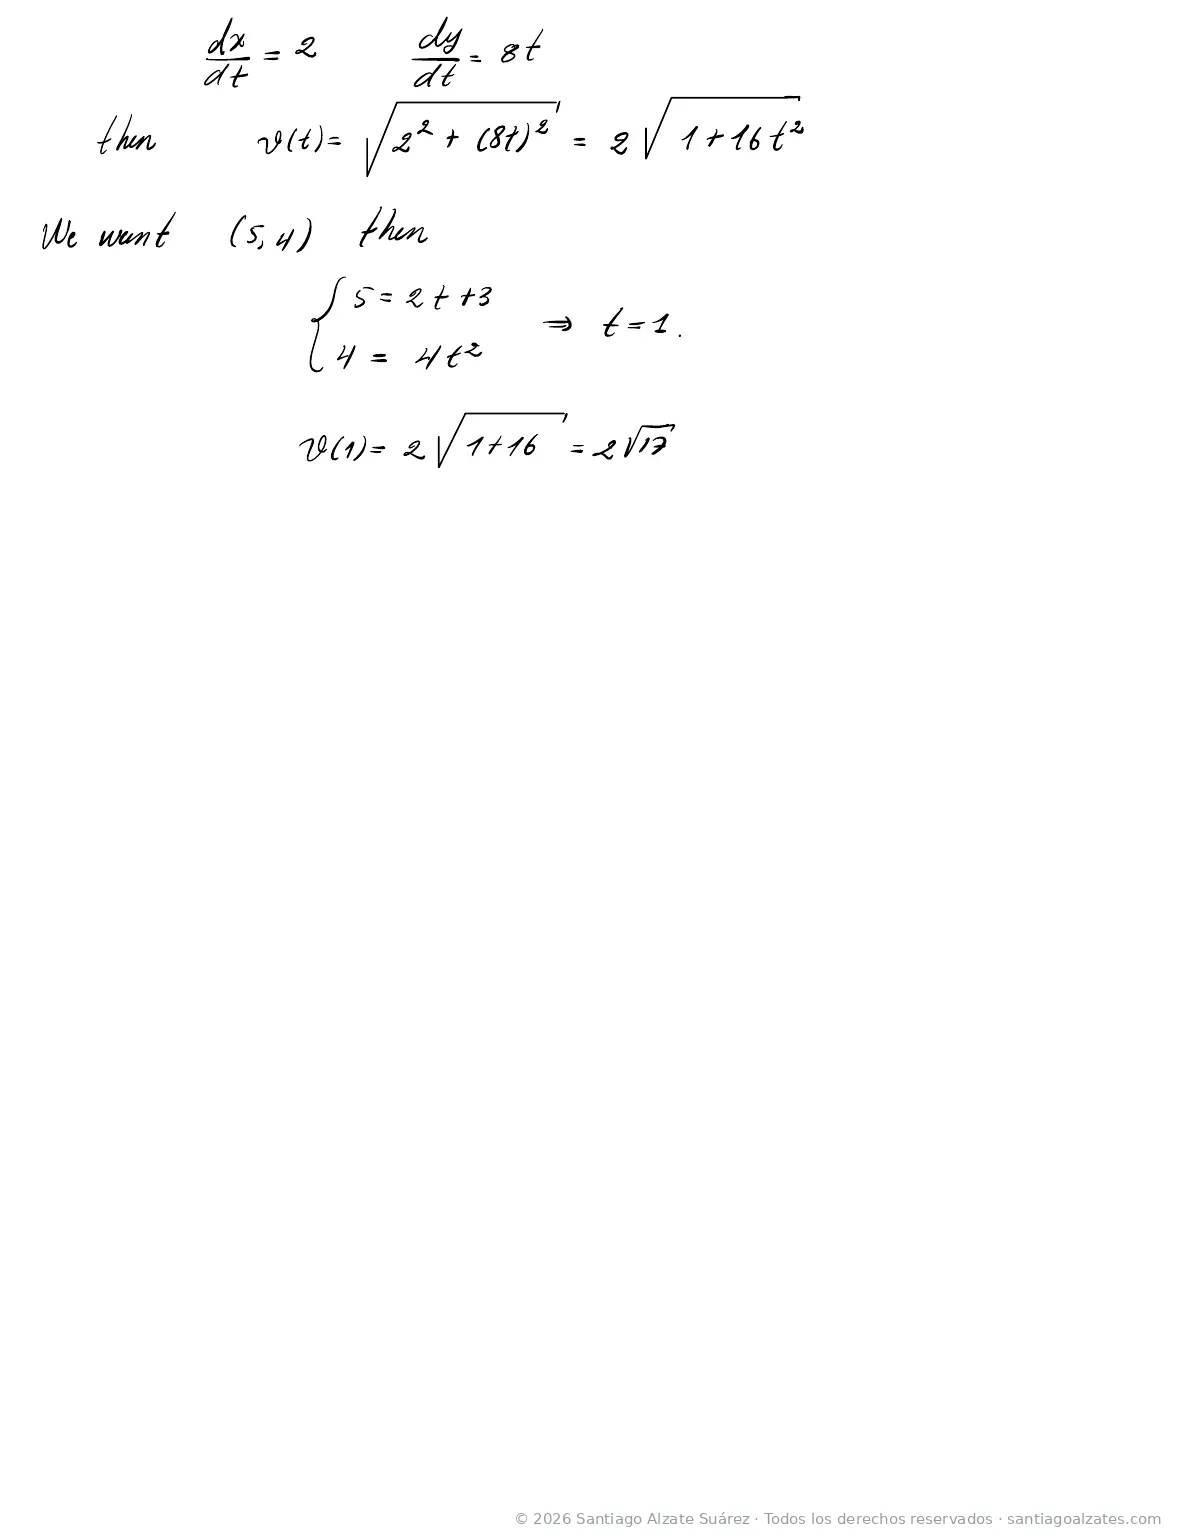 dx/dt = 2 dy/dt = 8t
then v(t) = √(2² + (8t)²) = 2√(1+16t²)
We want (5,4) then
{ 5 = 2t+3
4 = 4t² ⇒ t=1.
v(1) = 2√(1+16) = 2√17
© 2026 Santiago Alzate Suárez · Todos los derechos reservados · santiagoalzates.com